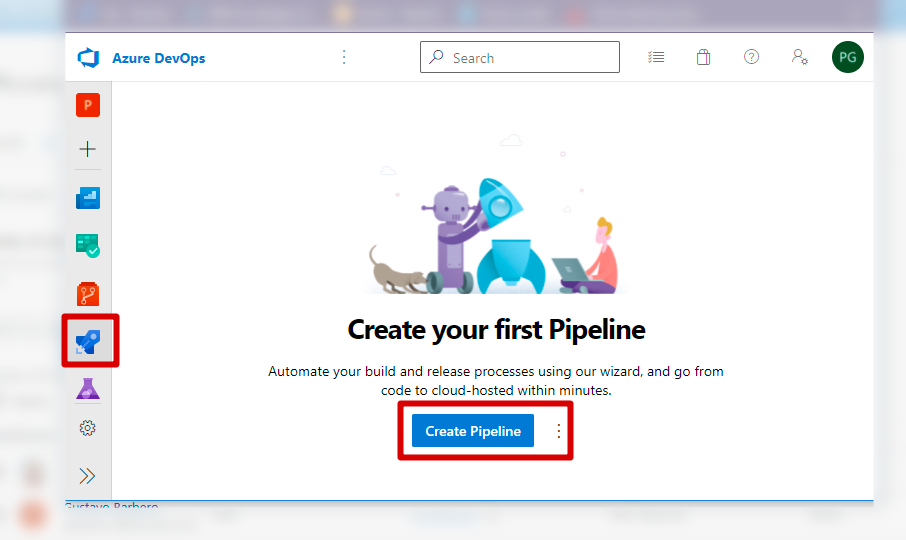 Azure DevOps
Search
PG
P
Create your first Pipeline
Automate your build and release processes using our wizard, and go from
code to cloud-hosted within minutes.
Create Pipeline
Gustavo Barbero